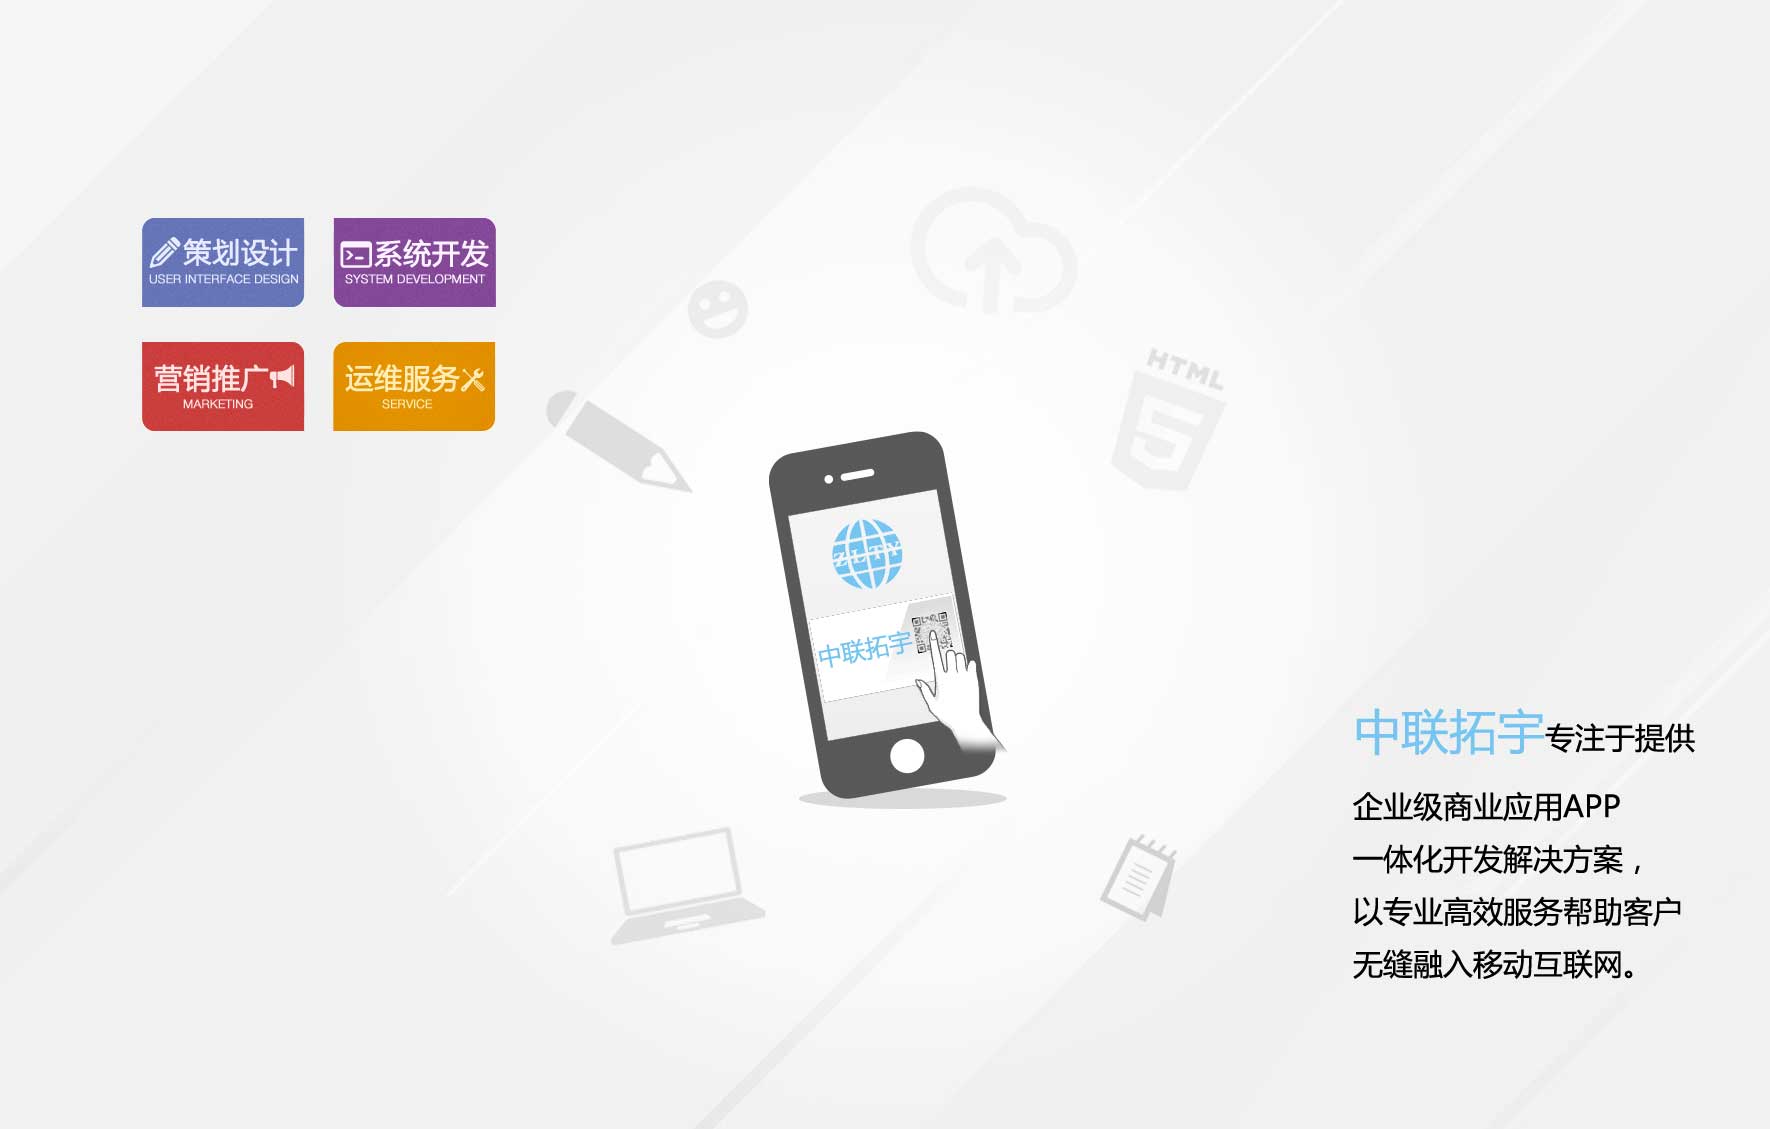 策划设计
USER INTERFACE DESIGN
系统开发
SYSTEM DEVELOPMENT
营销推广
MARKETING
运维服务
SERVICE
HTML
5
ZLTY
中联拓宇
中联拓宇专注于提供
企业级商业应用APP
一体化开发解决方案，
以专业高效服务帮助客户
无缝融入移动互联网。